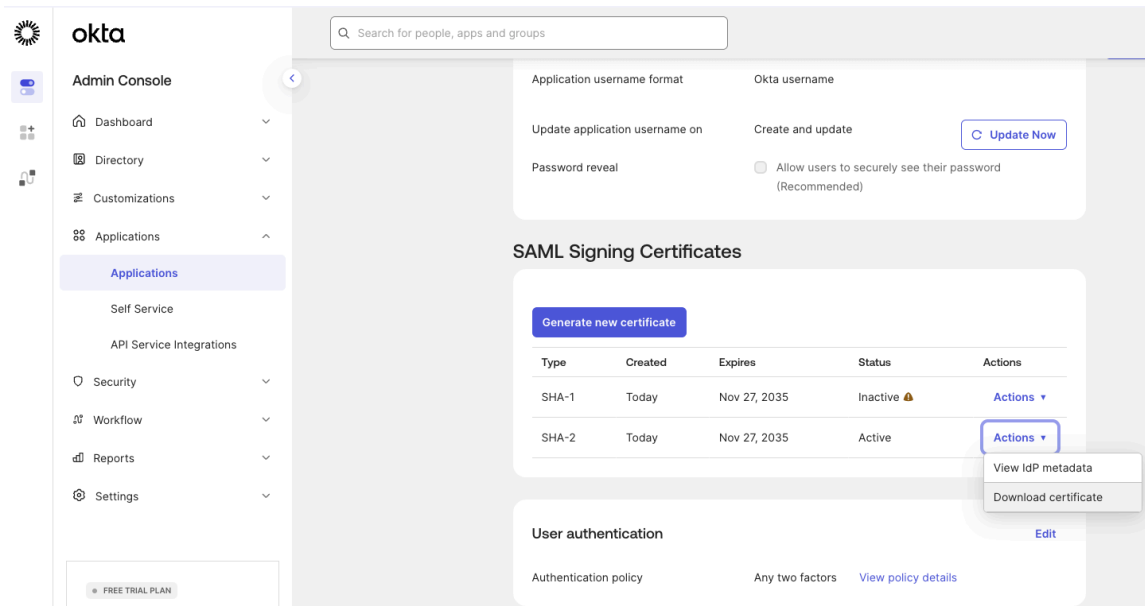 okta
Search for people, apps and groups
Admin Console
Dashboard
Directory
Customizations
Applications
Applications
Self Service
API Service Integrations
Security
Workflow
Reports
Settings
FREE TRIAL PLAN
Application username format Okta username
Update application username on Create and update Update Now
Password reveal Allow users to securely see their password
(Recommended)
SAML Signing Certificates
Generate new certificate
Type Created Expires Status Actions
SHA-1 Today Nov 27, 2035 Inactive Actions
SHA-2 Today Nov 27, 2035 Active Actions
View IdP metadata
Download certificate
User authentication Edit
Authentication policy Any two factors View policy details